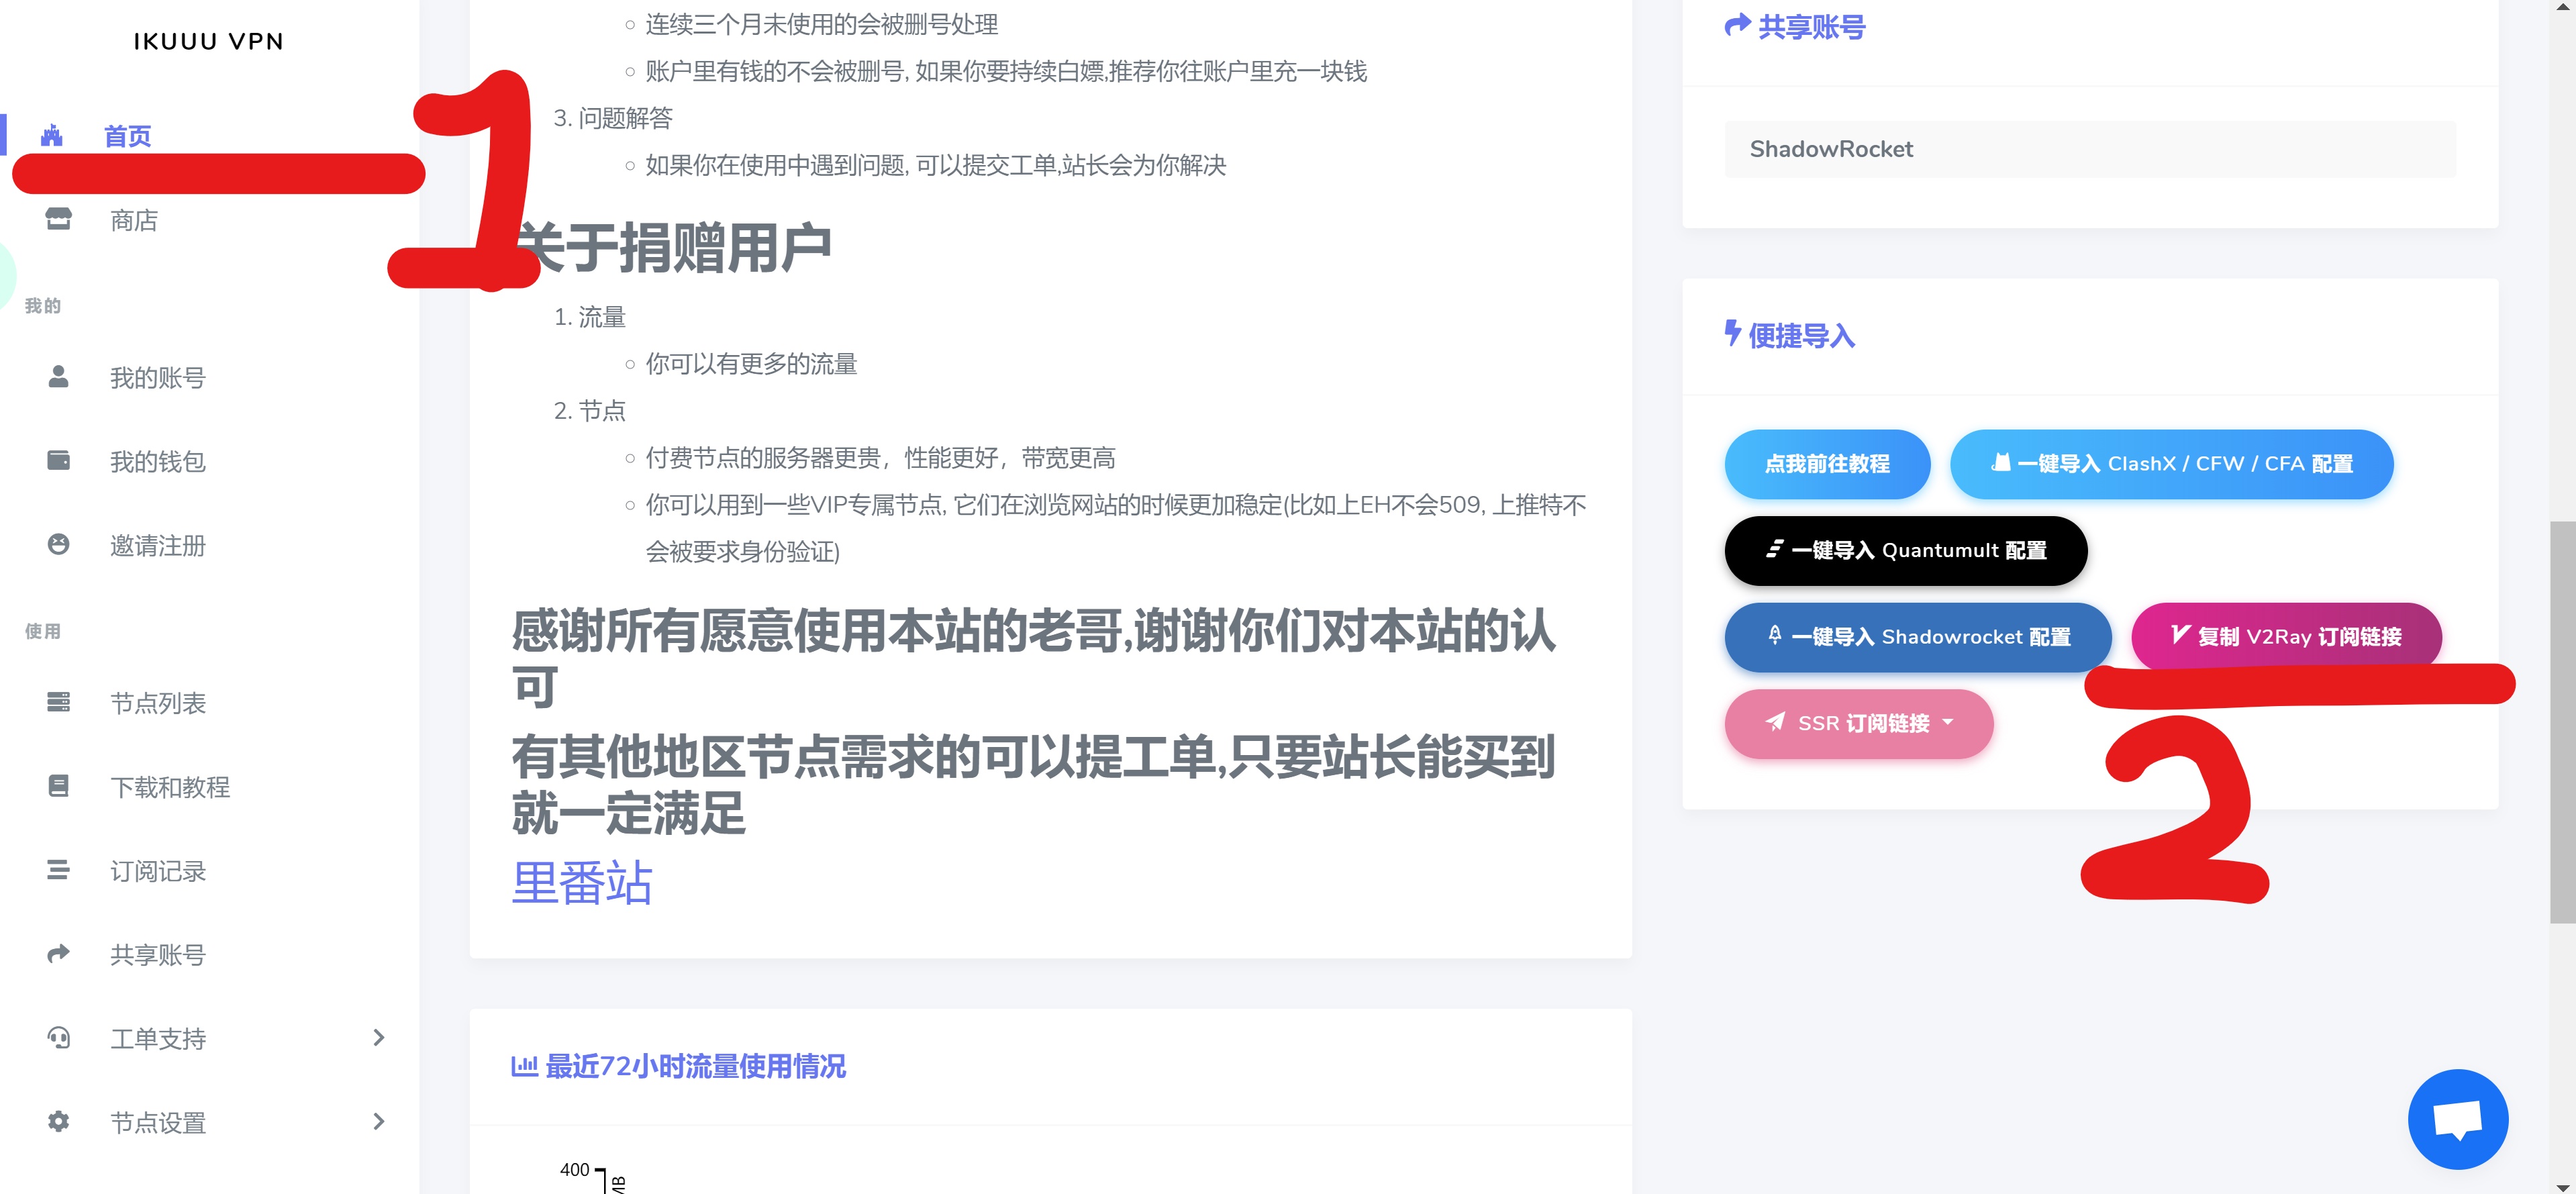 IKUUU VPN
首页
商店
我的
我的账号
我的钱包
邀请注册
使用
节点列表
下载和教程
订阅记录
共享账号
工单支持
节点设置
1
连续三个月未使用的会被删号处理
账户里有钱的不会被删号, 如果你要持续白嫖,推荐你往账户里充一块钱
3. 问题解答
如果你在使用中遇到问题, 可以提交工单,站长会为你解决
关于捐赠用户
1. 流量
你可以有更多的流量
2. 节点
付费节点的服务器更贵，性能更好，带宽更高
你可以用到一些VIP专属节点, 它们在浏览网站的时候更加稳定(比如上EH不会509, 上推特不
会被要求身份验证)
感谢所有愿意使用本站的老哥,谢谢你们对本站的认
可
有其他地区节点需求的可以提工单,只要站长能买到
就一定满足
里番站
最近72小时流量使用情况
400
共享账号
ShadowRocket
便捷导入
点我前往教程
一键导入 ClashX / CFW / CFA 配置
一键导入 Quantumult 配置
一键导入 Shadowrocket 配置
复制 V2Ray 订阅链接
SSR 订阅链接
2